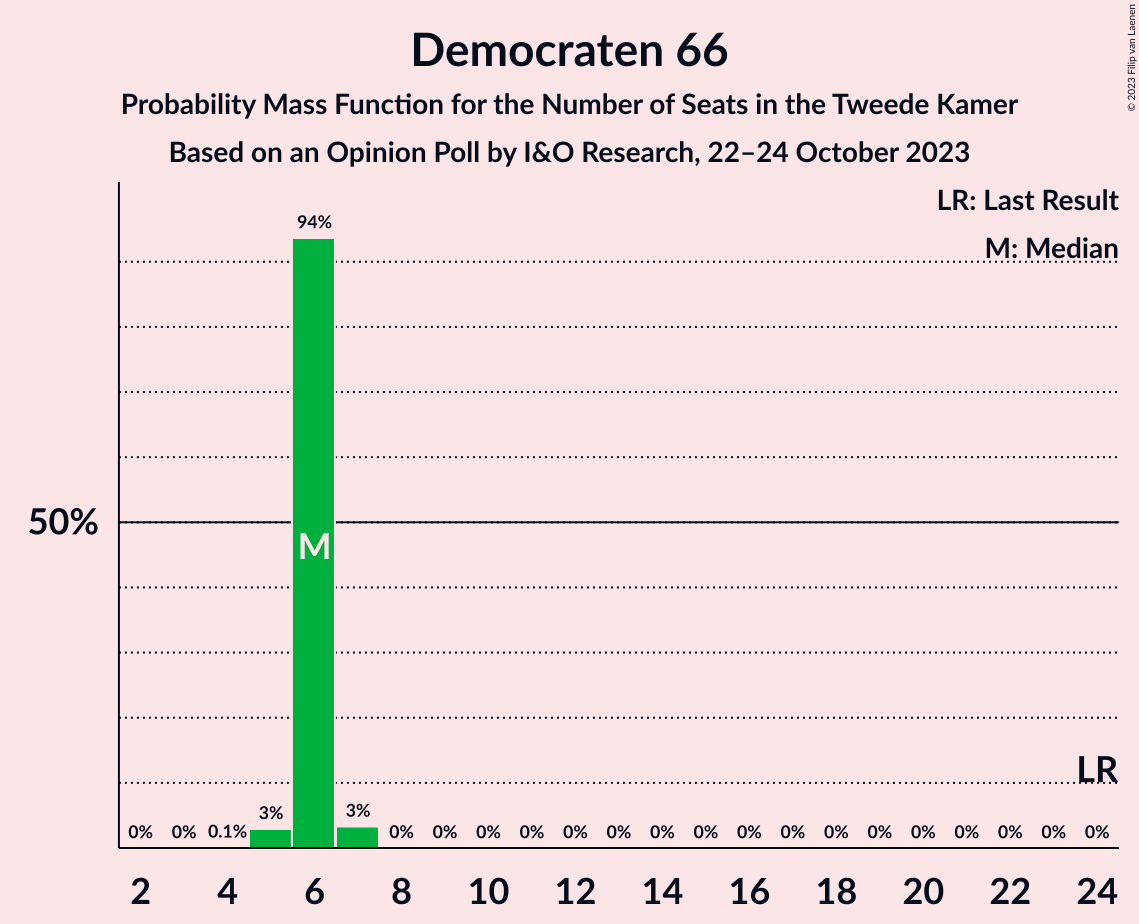 Democraten 66
Probability Mass Function for the Number of Seats in the Tweede Kamer
Based on an Opinion Poll by I&O Research, 22–24 October 2023
© 2023 Filip van Laenen
LR: Last Result
M: Median
94%
50%
M
LR
0% 0% 0.1% 3% 3% 0% 0% 0% 0% 0% 0% 0% 0% 0% 0% 0% 0% 0% 0% 0% 0% 0%
2 4 6 8 10 12 14 16 18 20 22 24